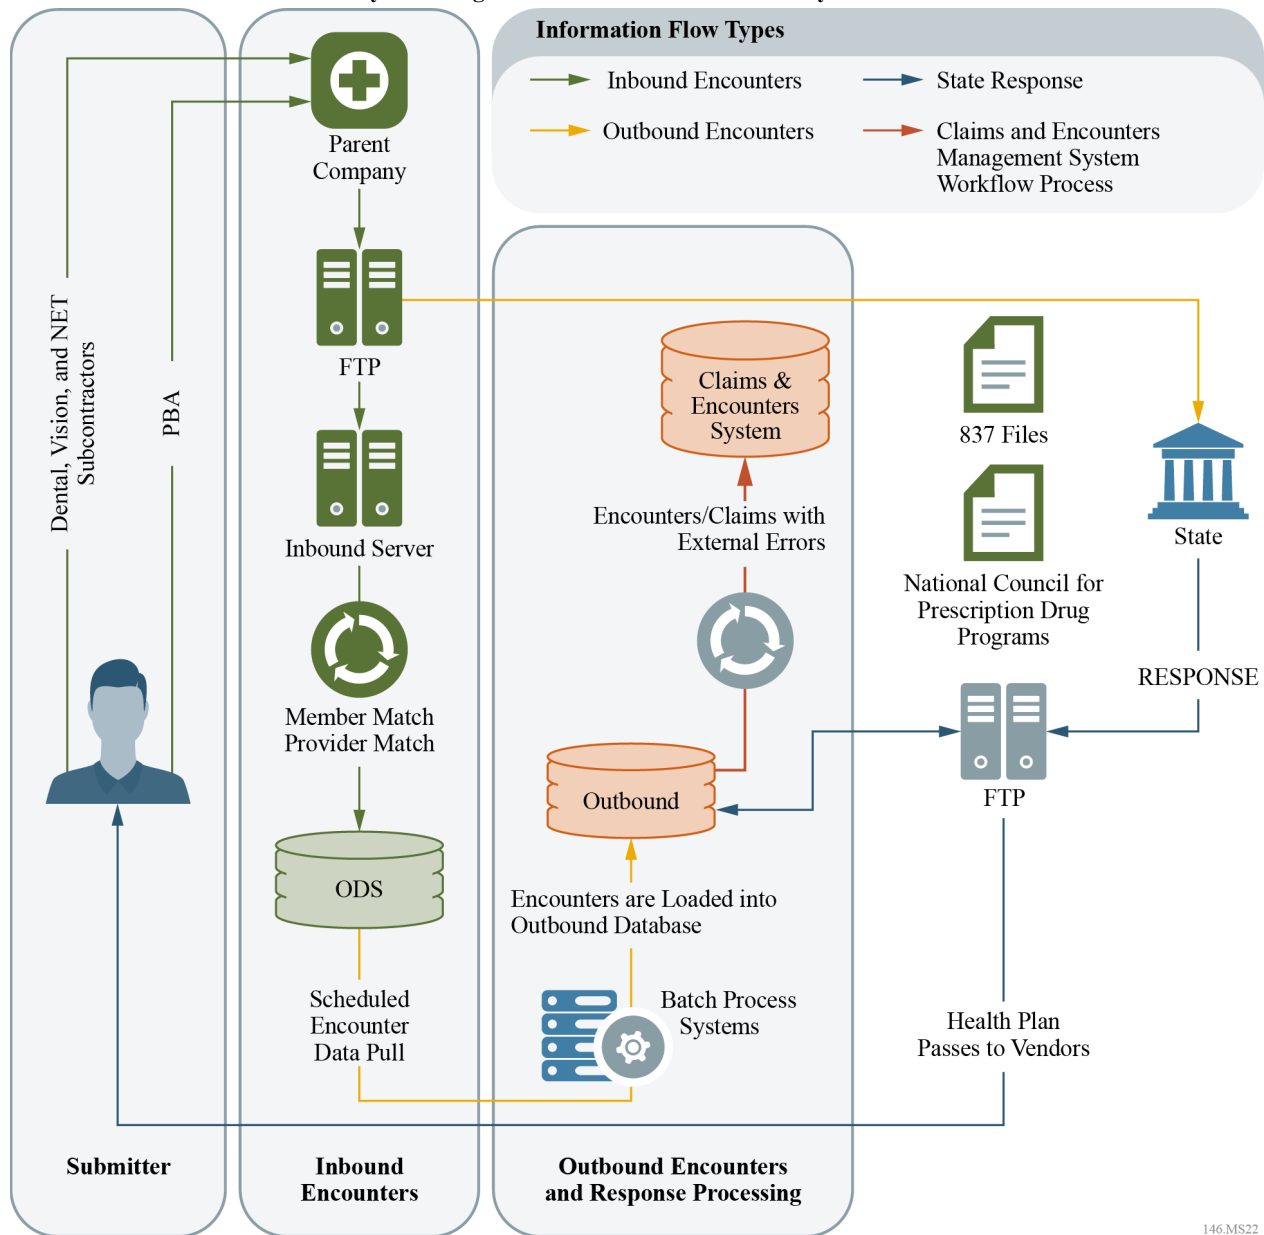 Information Flow Types
Inbound Encounters
State Response
Outbound Encounters
Claims and Encounters
Management System
Workflow Process
Parent
Company
FTP
Inbound Server
Member Match
Provider Match
ODS
Scheduled
Encounter
Data Pull
Dental, Vision, and NET
Subcontractors
PBA
Claims &
Encounters
System
Encounters/Claims with
External Errors
Outbound
Encounters are Loaded into
Outbound Database
Batch Process
Systems
837 Files
National Council for
Prescription Drug
Programs
State
RESPONSE
FTP
Health Plan
Passes to Vendors
Submitter
Inbound
Encounters
Outbound Encounters
and Response Processing
146.MS22